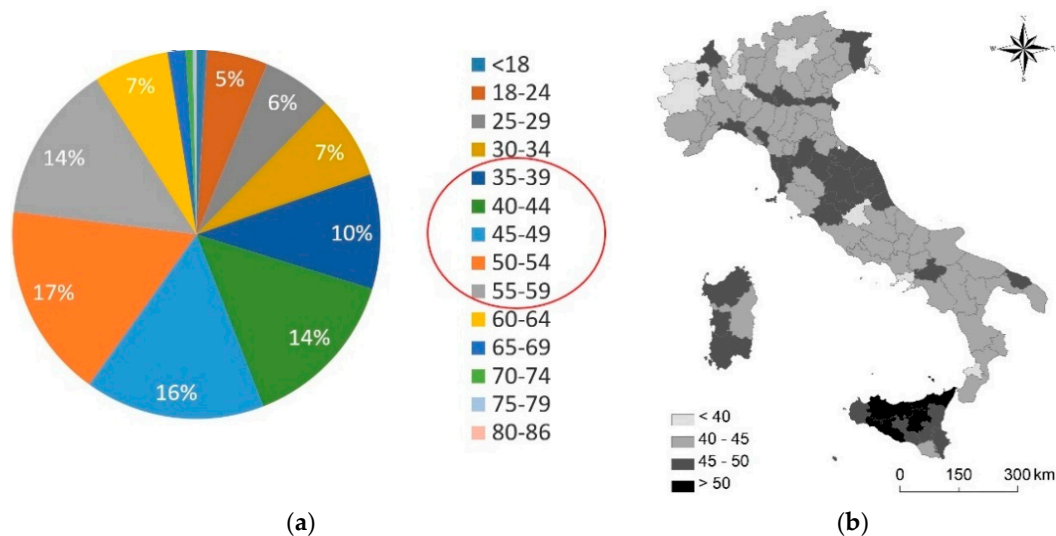 5%
6%
7%
10%
14%
16%
17%
14%
7%
<18
18-24
25-29
30-34
35-39
40-44
45-49
50-54
55-59
60-64
65-69
70-74
75-79
80-86
(a)
N
E
S
W
< 40
40 - 45
45 - 50
> 50
0 150 300 km
(b)